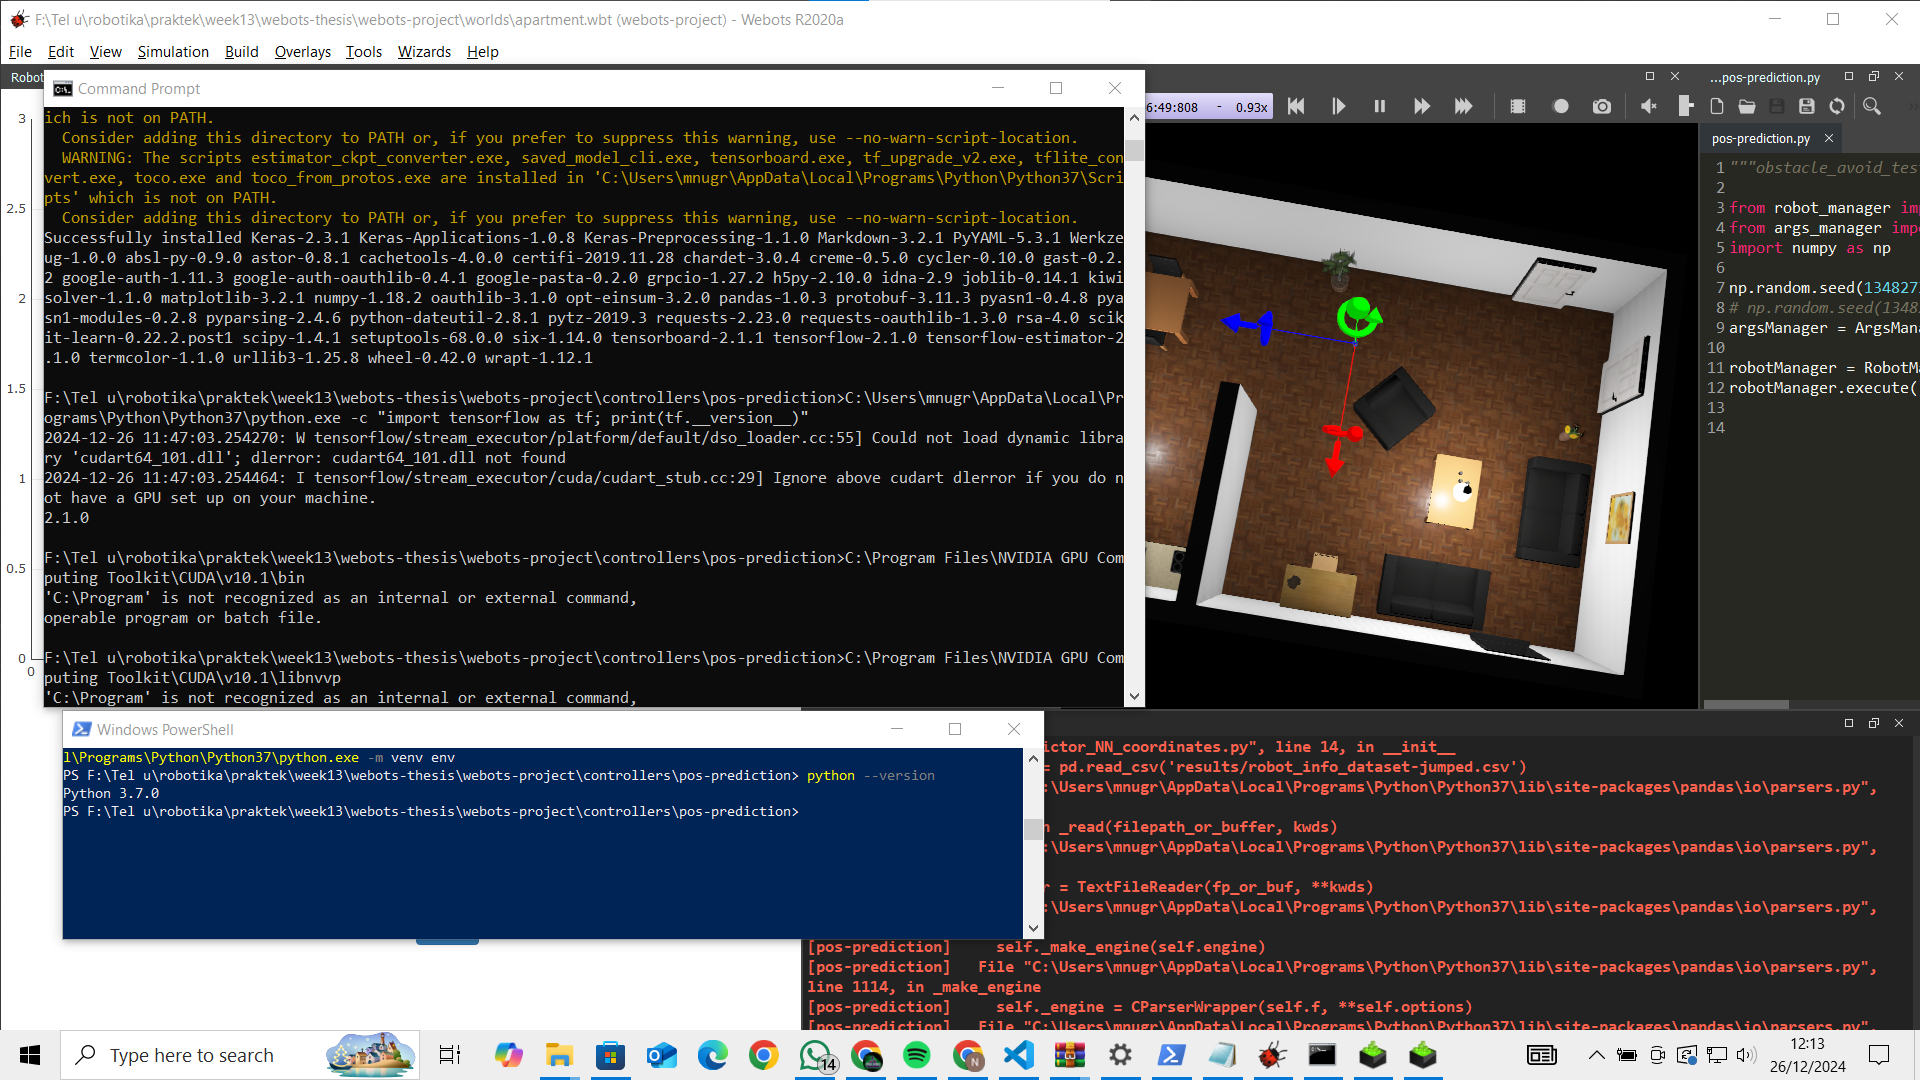 F:\Tel u\robotika\praktek\week13\webots-thesis\webots-project\worlds\apartment.wbt (webots-project) - Webots R2020a
File Edit View Simulation Build Overlays Tools Wizards Help
Robot
3
2.5
2
1.5
1
0.5
0
0
Command Prompt
ich is not on PATH.
  Consider adding this directory to PATH or, if you prefer to suppress this warning, use --no-warn-script-location.
  WARNING: The scripts estimator_ckpt_converter.exe, saved_model_cli.exe, tensorboard.exe, tf_upgrade_v2.exe, tflite_con
vert.exe, toco.exe and toco_from_protos.exe are installed in 'C:\Users\mnugr\AppData\Local\Programs\Python\Python37\Scri
pts' which is not on PATH.
  Consider adding this directory to PATH or, if you prefer to suppress this warning, use --no-warn-script-location.
Successfully installed Keras-2.3.1 Keras-Applications-1.0.8 Keras-Preprocessing-1.1.0 Markdown-3.2.1 PyYAML-5.3.1 Werkze
ug-1.0.0 absl-py-0.9.0 astor-0.8.1 cachetools-4.0.0 certifi-2019.11.28 chardet-3.0.4 creme-0.5.0 cycler-0.10.0 gast-0.2.
2 google-auth-1.11.3 google-auth-oauthlib-0.4.1 google-pasta-0.2.0 grpcio-1.27.2 h5py-2.10.0 idna-2.9 joblib-0.14.1 kiwi
solver-1.1.0 matplotlib-3.2.1 numpy-1.18.2 oauthlib-3.1.0 opt-einsum-3.2.0 pandas-1.0.3 protobuf-3.11.3 pyasn1-0.4.8 pya
sn1-modules-0.2.8 pyparsing-2.4.6 python-dateutil-2.8.1 pytz-2019.3 requests-2.23.0 requests-oauthlib-1.3.0 rsa-4.0 scik
it-learn-0.22.2.post1 scipy-1.4.1 setuptools-68.0.0 six-1.14.0 tensorboard-2.1.1 tensorflow-2.1.0 tensorflow-estimator-2
.1.0 termcolor-1.1.0 urllib3-1.25.8 wheel-0.42.0 wrapt-1.12.1
F:\Tel u\robotika\praktek\week13\webots-thesis\webots-project\controllers\pos-prediction>C:\Users\mnugr\AppData\Local\Pr
ograms\Python\Python37\python.exe -c "import tensorflow as tf; print(tf.__version__)"
2024-12-26 11:47:03.254270: W tensorflow/stream_executor/platform/default/dso_loader.cc:55] Could not load dynamic libra
ry 'cudart64_101.dll'; dlerror: cudart64_101.dll not found
2024-12-26 11:47:03.254464: I tensorflow/stream_executor/cuda/cudart_stub.cc:29] Ignore above cudart dlerror if you do n
ot have a GPU set up on your machine.
2.1.0
F:\Tel u\robotika\praktek\week13\webots-thesis\webots-project\controllers\pos-prediction>C:\Program Files\NVIDIA GPU Com
puting Toolkit\CUDA\v10.1\bin
'C:\Program' is not recognized as an internal or external command,
operable program or batch file.
F:\Tel u\robotika\praktek\week13\webots-thesis\webots-project\controllers\pos-prediction>C:\Program Files\NVIDIA GPU Com
puting Toolkit\CUDA\v10.1\libnvvp
'C:\Program' is not recognized as an internal or external command,
6:49:808 - 0.93x
...pos-prediction.py
pos-prediction.py
1 """obstacle_avoid_tes
2
3 from robot_manager imp
4 from args_manager impo
5 import numpy as np
6
7 np.random.seed(134827
8 # np.random.seed(1348
9 argsManager = ArgsMana
10
11 robotManager = RobotMa
12 robotManager.execute(
13
14
Windows PowerShell
l\Programs\Python\Python37\python.exe -m venv env
PS F:\Tel u\robotika\praktek\week13\webots-thesis\webots-project\controllers\pos-prediction> python --version
Python 3.7.0
PS F:\Tel u\robotika\praktek\week13\webots-thesis\webots-project\controllers\pos-prediction>
ictor_NN_coordinates.py", line 14, in __init__
= pd.read_csv('results/robot_info_dataset-jumped.csv')
:\Users\mnugr\AppData\Local\Programs\Python\Python37\lib\site-packages\pandas\io\parsers.py",
n _read(filepath_or_buffer, kwds)
:\Users\mnugr\AppData\Local\Programs\Python\Python37\lib\site-packages\pandas\io\parsers.py",
r = TextFileReader(fp_or_buf, **kwds)
:\Users\mnugr\AppData\Local\Programs\Python\Python37\lib\site-packages\pandas\io\parsers.py",
[pos-prediction]     self._make_engine(self.engine)
[pos-prediction]   File "C:\Users\mnugr\AppData\Local\Programs\Python\Python37\lib\site-packages\pandas\io\parsers.py",
line 1114, in _make_engine
[pos-prediction]     self._engine = CParserWrapper(self.f, **self.options)
[pos-prediction]   File "C:\Users\mnugr\AppData\Local\Programs\Python\Python37\lib\site-packages\pandas\io\parsers.py",
Type here to search
14
N
12:13
26/12/2024